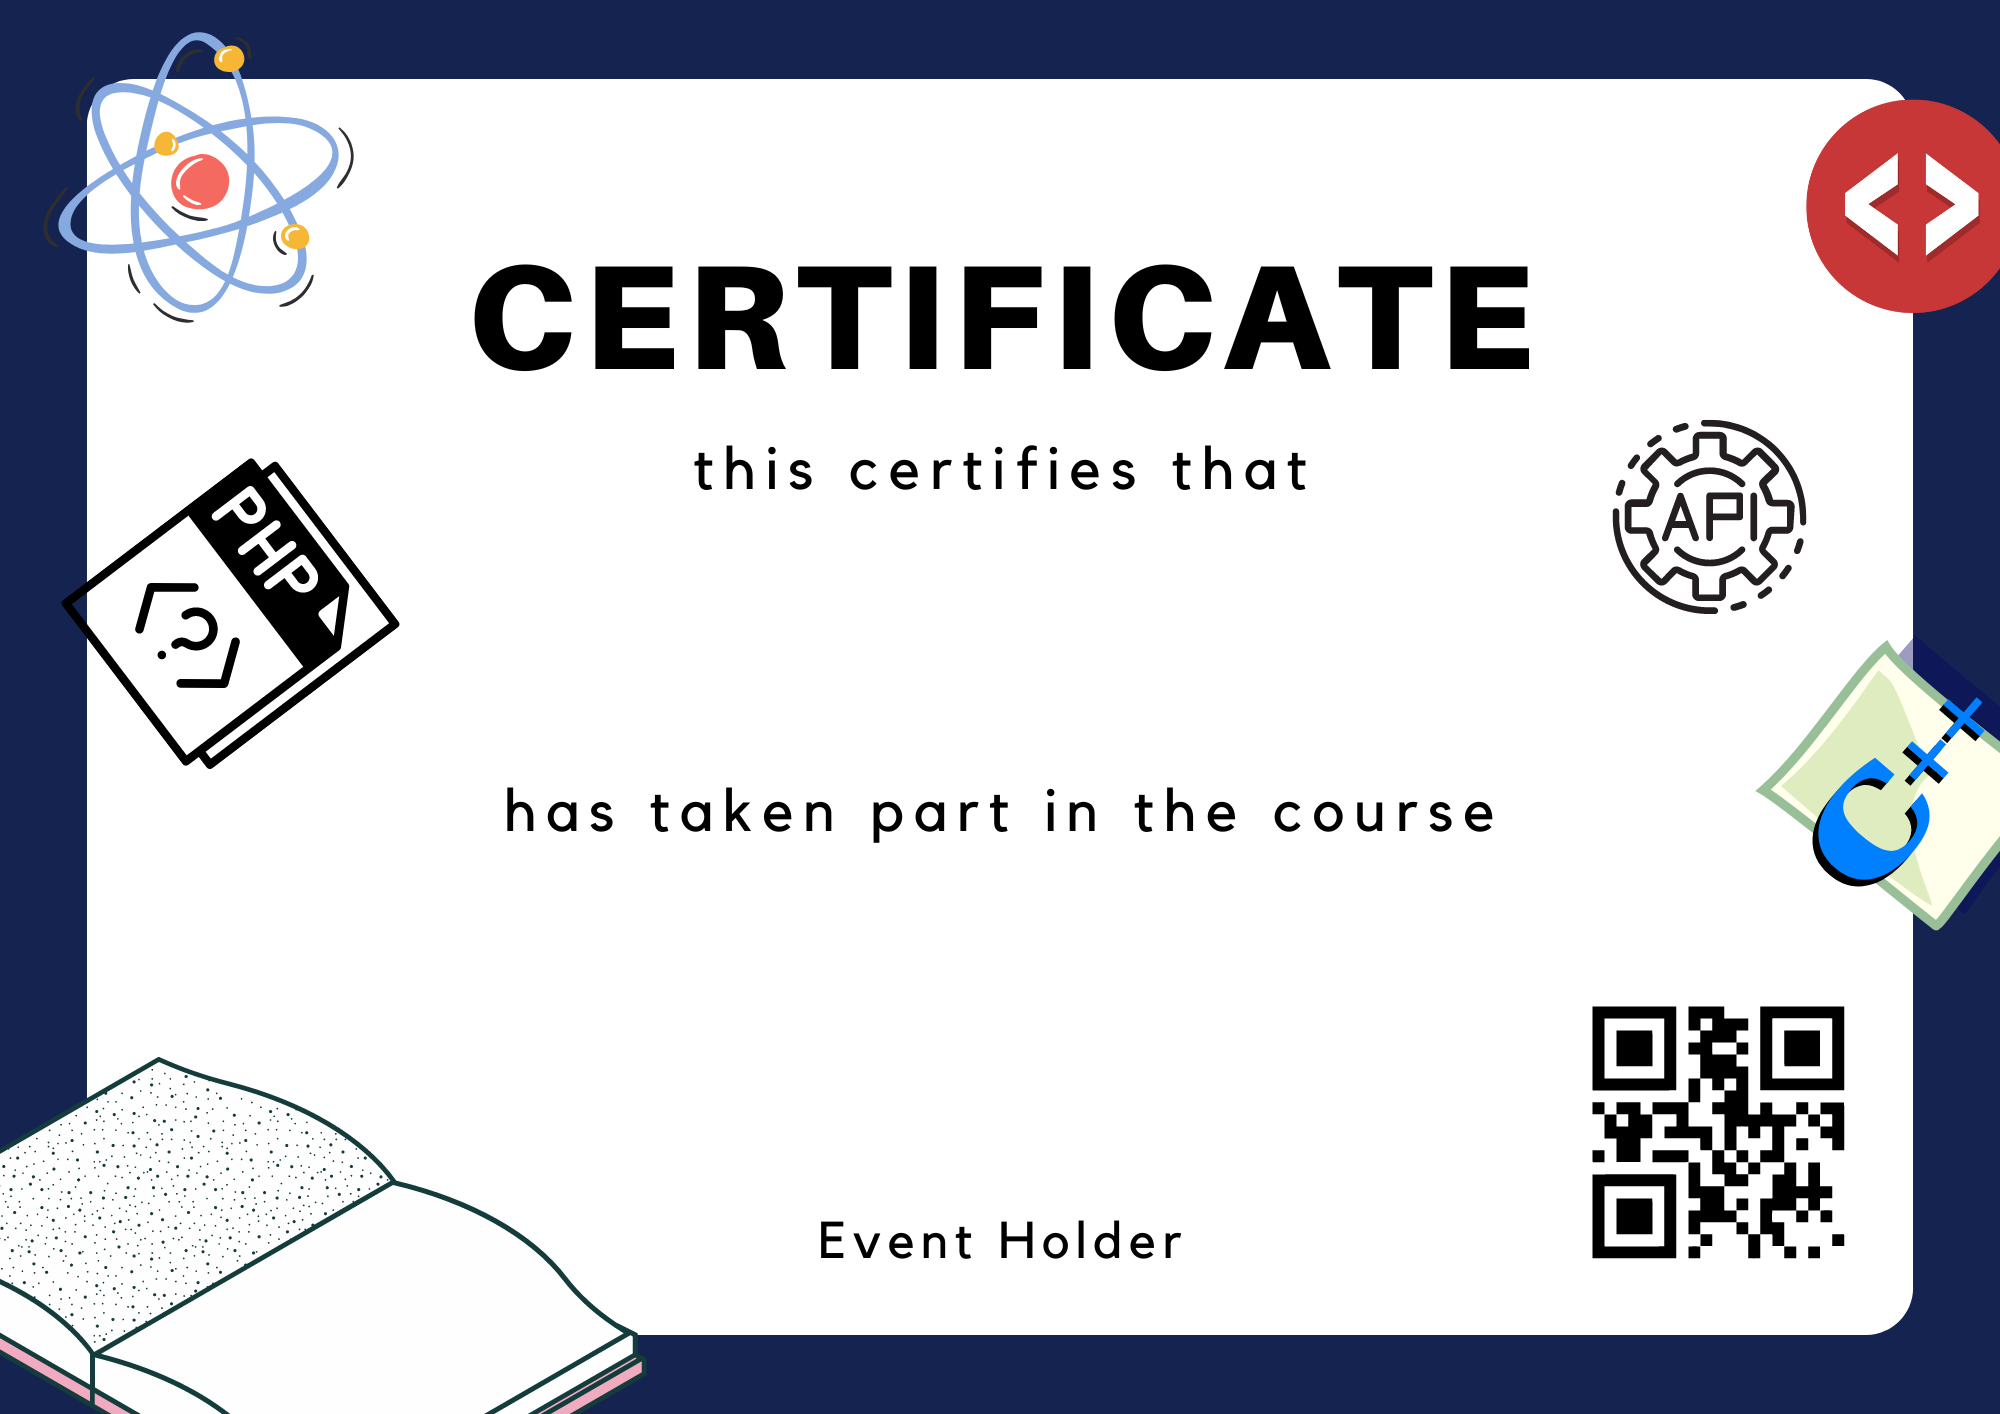 CERTIFICATE
this certifies that
PHP
API
has taken part in the course
C++
Event Holder